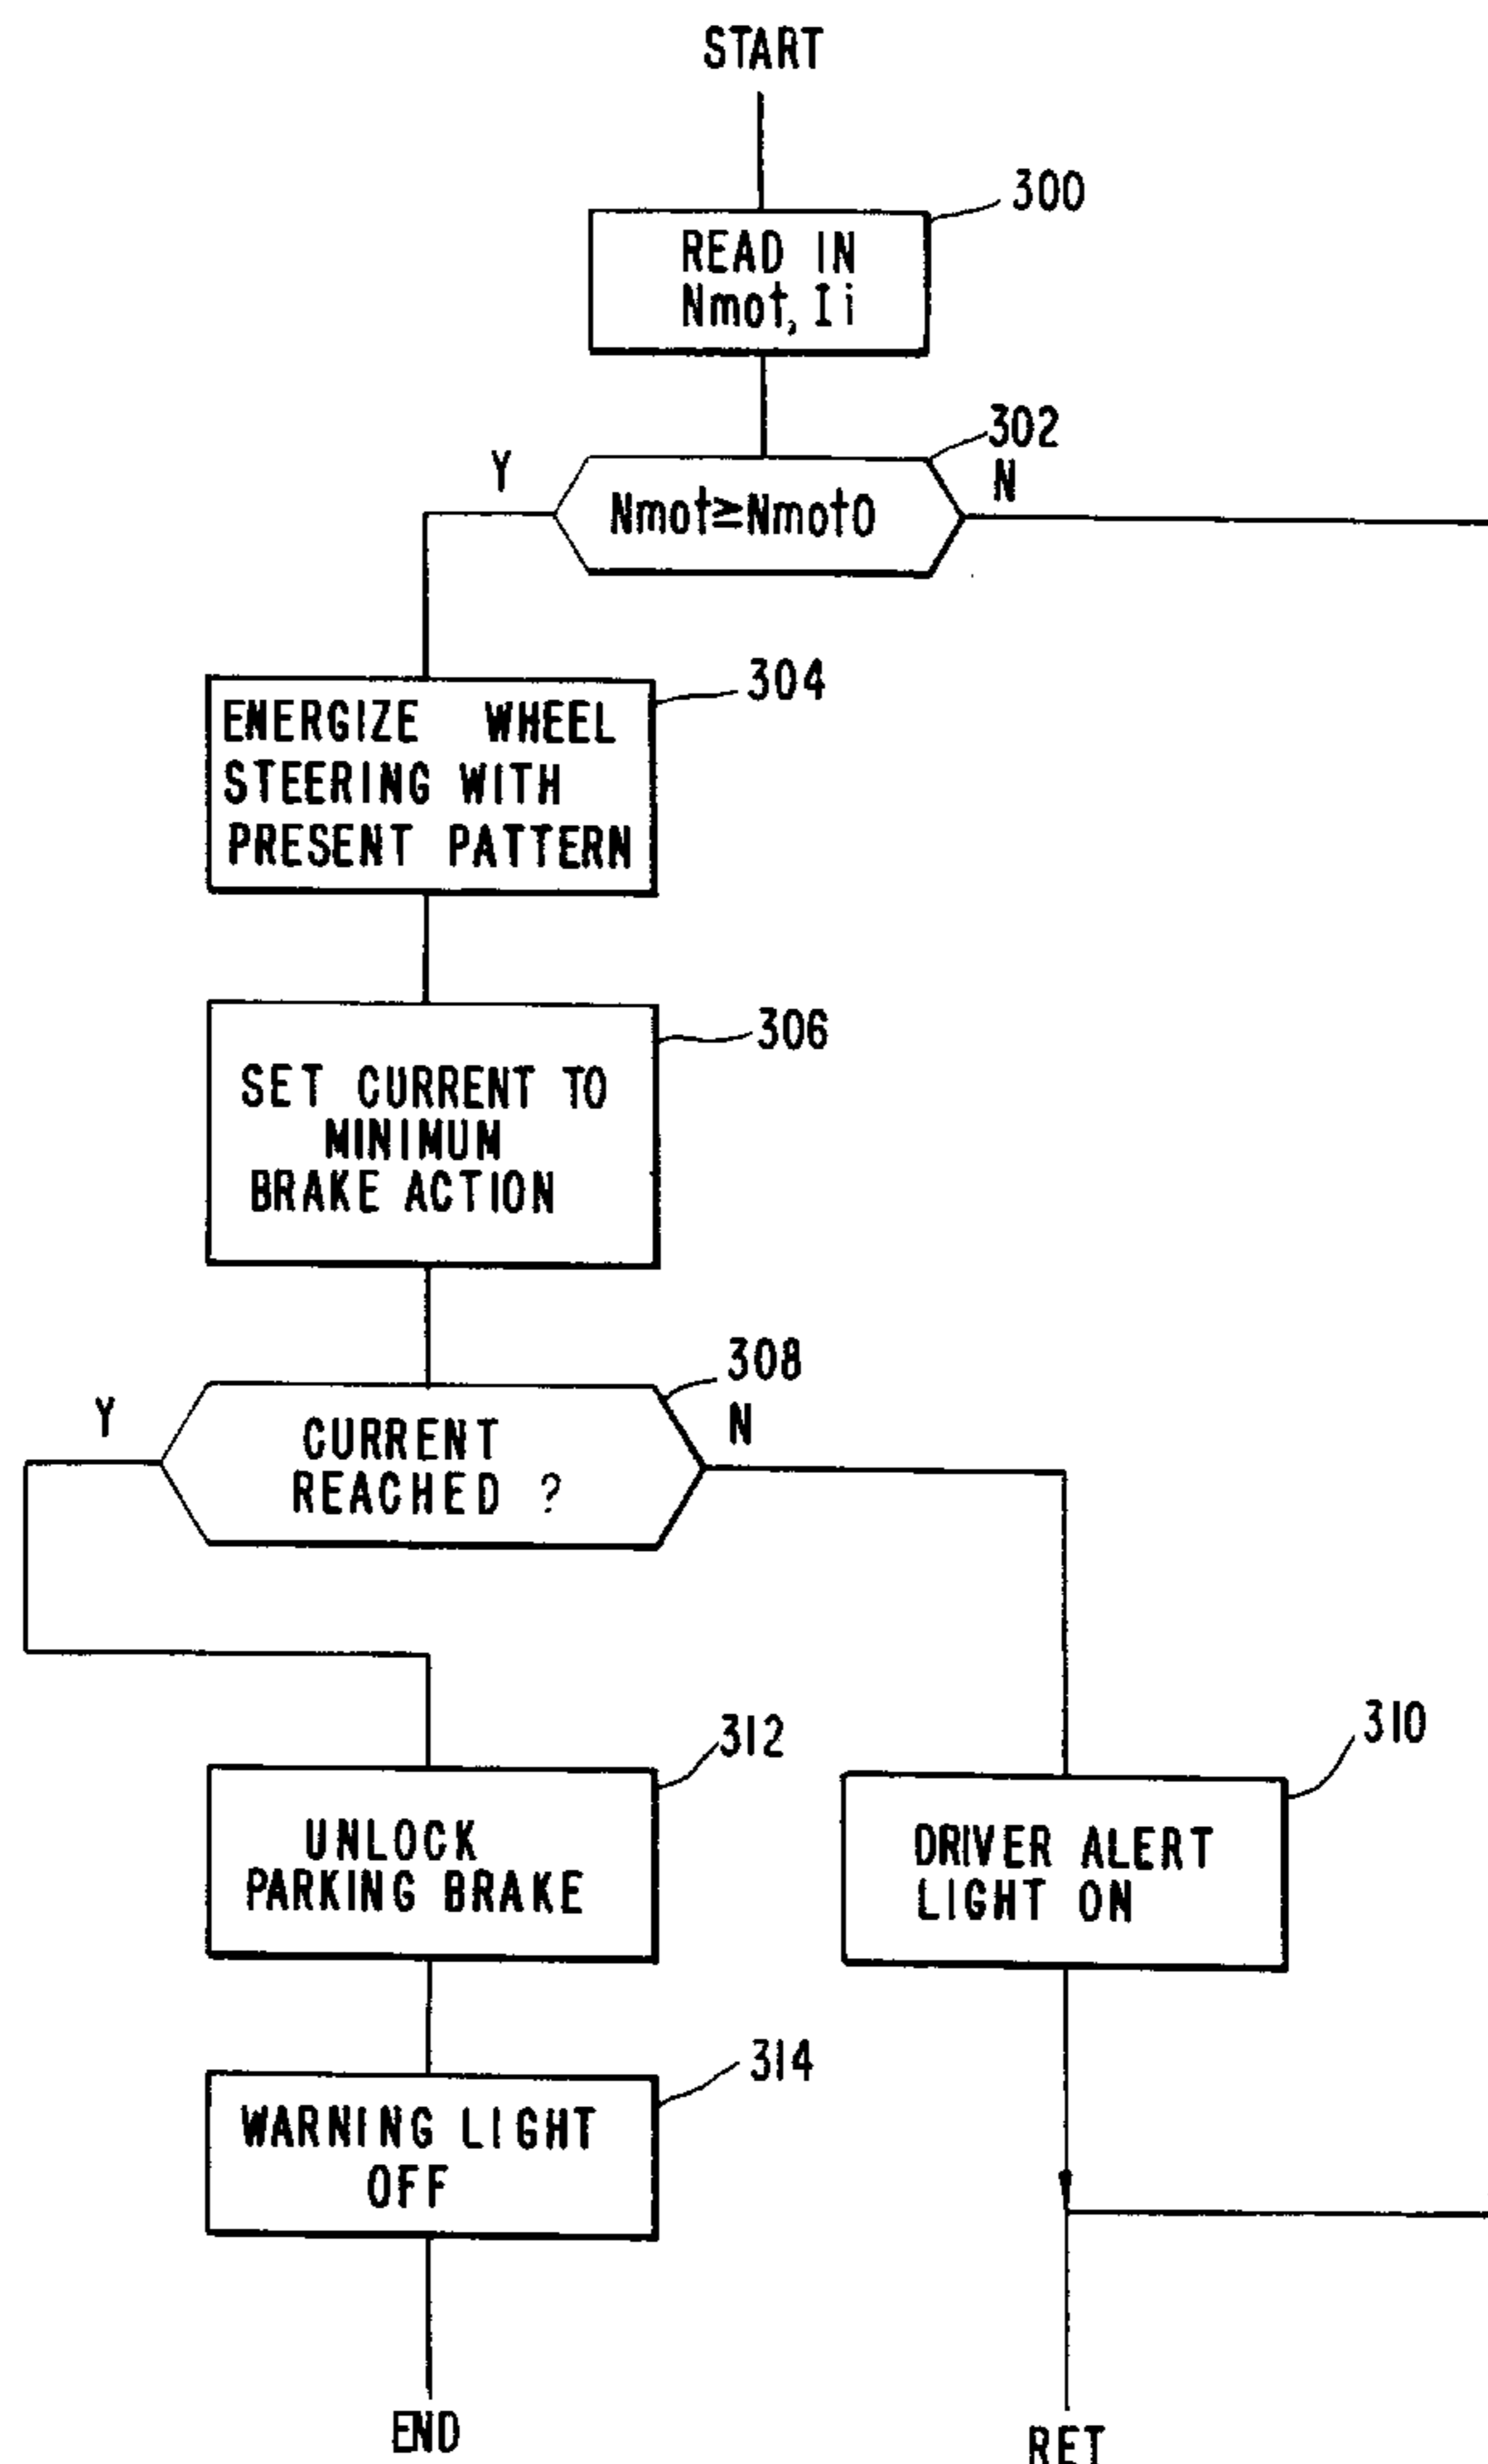 START
300
READ IN
Nmot, Ii
302
Y
N
Nmot≥Nmot0
304
ENERGIZE WHEEL
STEERING WITH
PRESENT PATTERN
306
SET CURRENT TO
MINIMUM
BRAKE ACTION
308
Y
N
CURRENT
REACHED ?
312
310
UNLOCK
PARKING BRAKE
DRIVER ALERT
LIGHT ON
314
WARNING LIGHT
OFF
END
RET